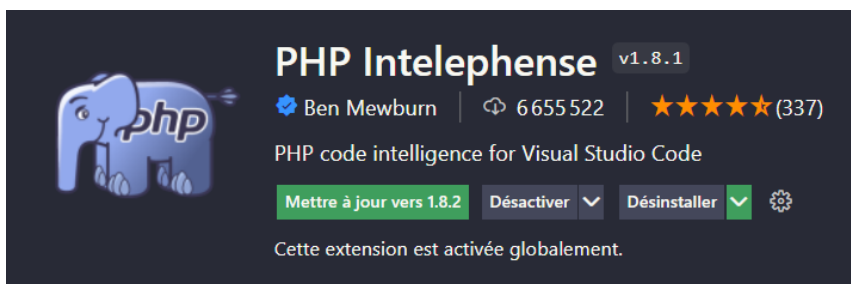 php
PHP Intelephense v1.8.1
Ben Mewburn 6 655 522 (337)
PHP code intelligence for Visual Studio Code
Mettre à jour vers 1.8.2 Désactiver Désinstaller
Cette extension est activée globalement.